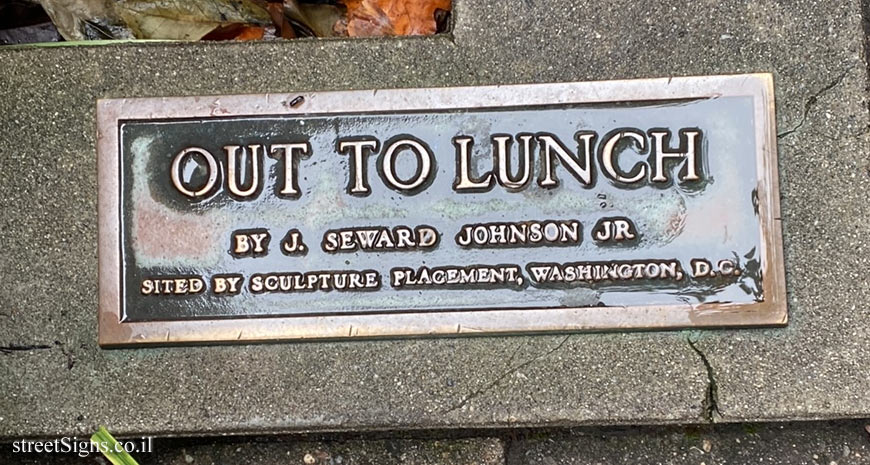 OUT TO LUNCH
BY J. SEWARD JOHNSON JR
SITED BY SCULPTURE PLACEMENT, WASHINGTON, D.C.
streetSigns.co.il